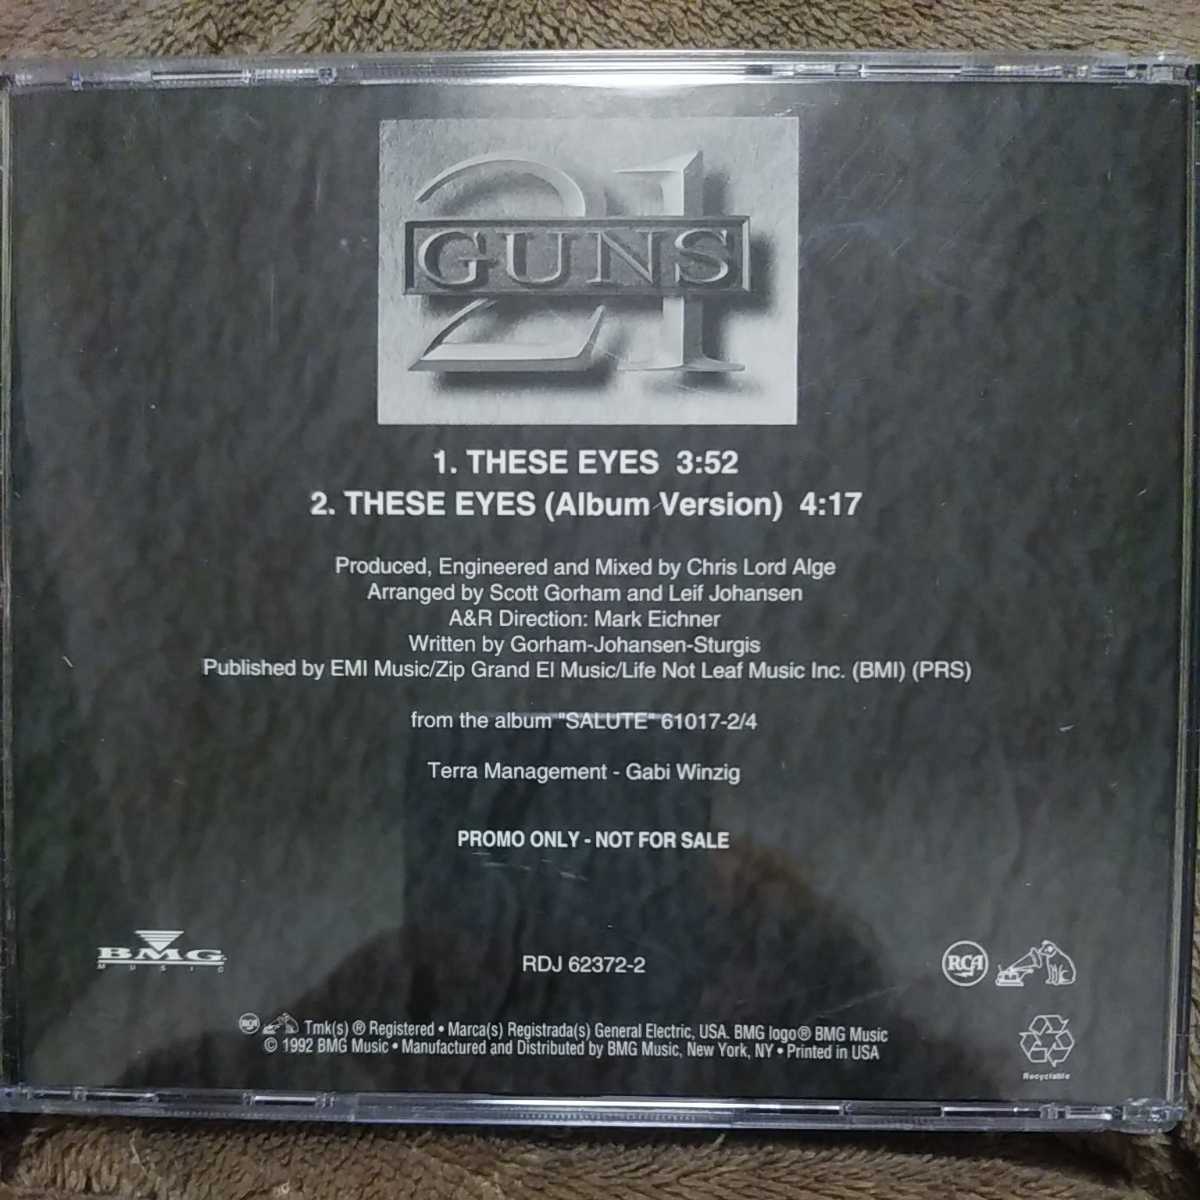 21
GUNS
1. THESE EYES 3:52
2. THESE EYES (Album Version) 4:17
Produced, Engineered and Mixed by Chris Lord Alge
Arranged by Scott Gorham and Leif Johansen
A&R Direction: Mark Eichner
Written by Gorham-Johansen-Sturgis
Published by EMI Music/Zip Grand El Music/Life Not Leaf Music Inc. (BMI) (PRS)
from the album "SALUTE" 61017-2/4
Terra Management - Gabi Winzig
PROMO ONLY - NOT FOR SALE
BMG
MUSIC
RDJ 62372-2
RCA
RCA Tmk(s) ® Registered • Marca(s) Registrada(s) General Electric, USA. BMG logo® BMG Music
© 1992 BMG Music • Manufactured and Distributed by BMG Music, New York, NY • Printed in USA
Recyclable